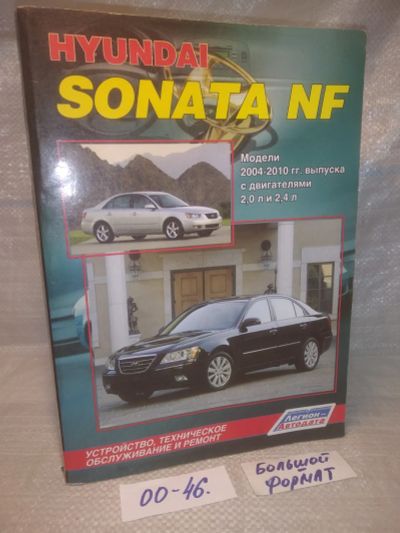 HYUNDAI
SONATA NF
Модели
2004-2010 гг. выпуска
с двигателями
2,0 л и 2,4 л
Легион-
Автодата
УСТРОЙСТВО, ТЕХНИЧЕСКОЕ
ОБСЛУЖИВАНИЕ И РЕМОНТ
00-46.
БОЛЬШОЙ
ФОРМАТ